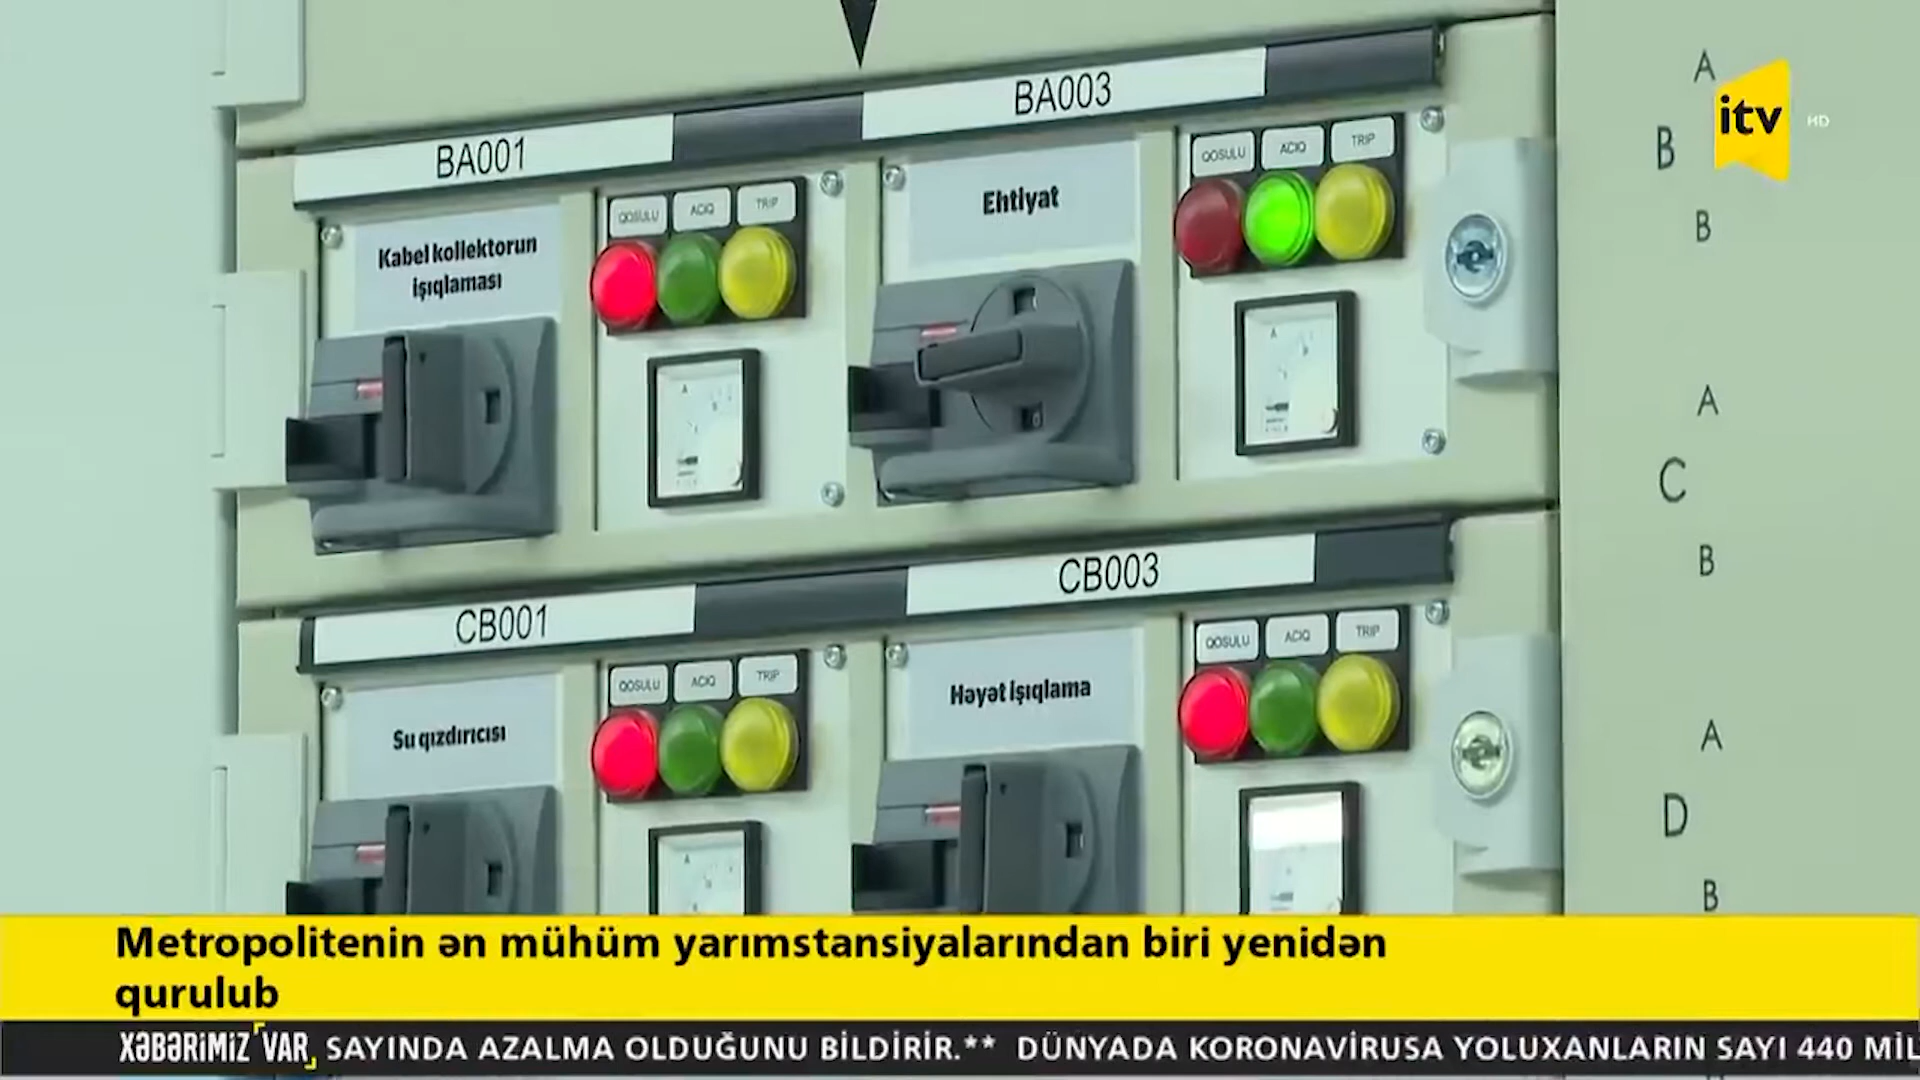 A
itv HD
B
B
A
C
B
A
D
B
BA001
BA003
Kabel kollektorun
işıqlaması
QOŞULU AÇIQ TRIP
A
Ehtiyat
QOŞULU AÇIQ TRIP
A
CB001
CB003
Su qızdırıcısı
QOŞULU AÇIQ TRIP
A
Həyət işıqlama
QOŞULU AÇIQ TRIP
Metropolitenin ən mühüm yarımstansiyalarından biri yenidən
qurulub
XƏBƏRİMİZ VAR, SAYINDA AZALMA OLDUĞUNU BİLDİRİR.** DÜNYADA KORONAVİRUSA YOLUXANLARIN SAYI 440 MİL